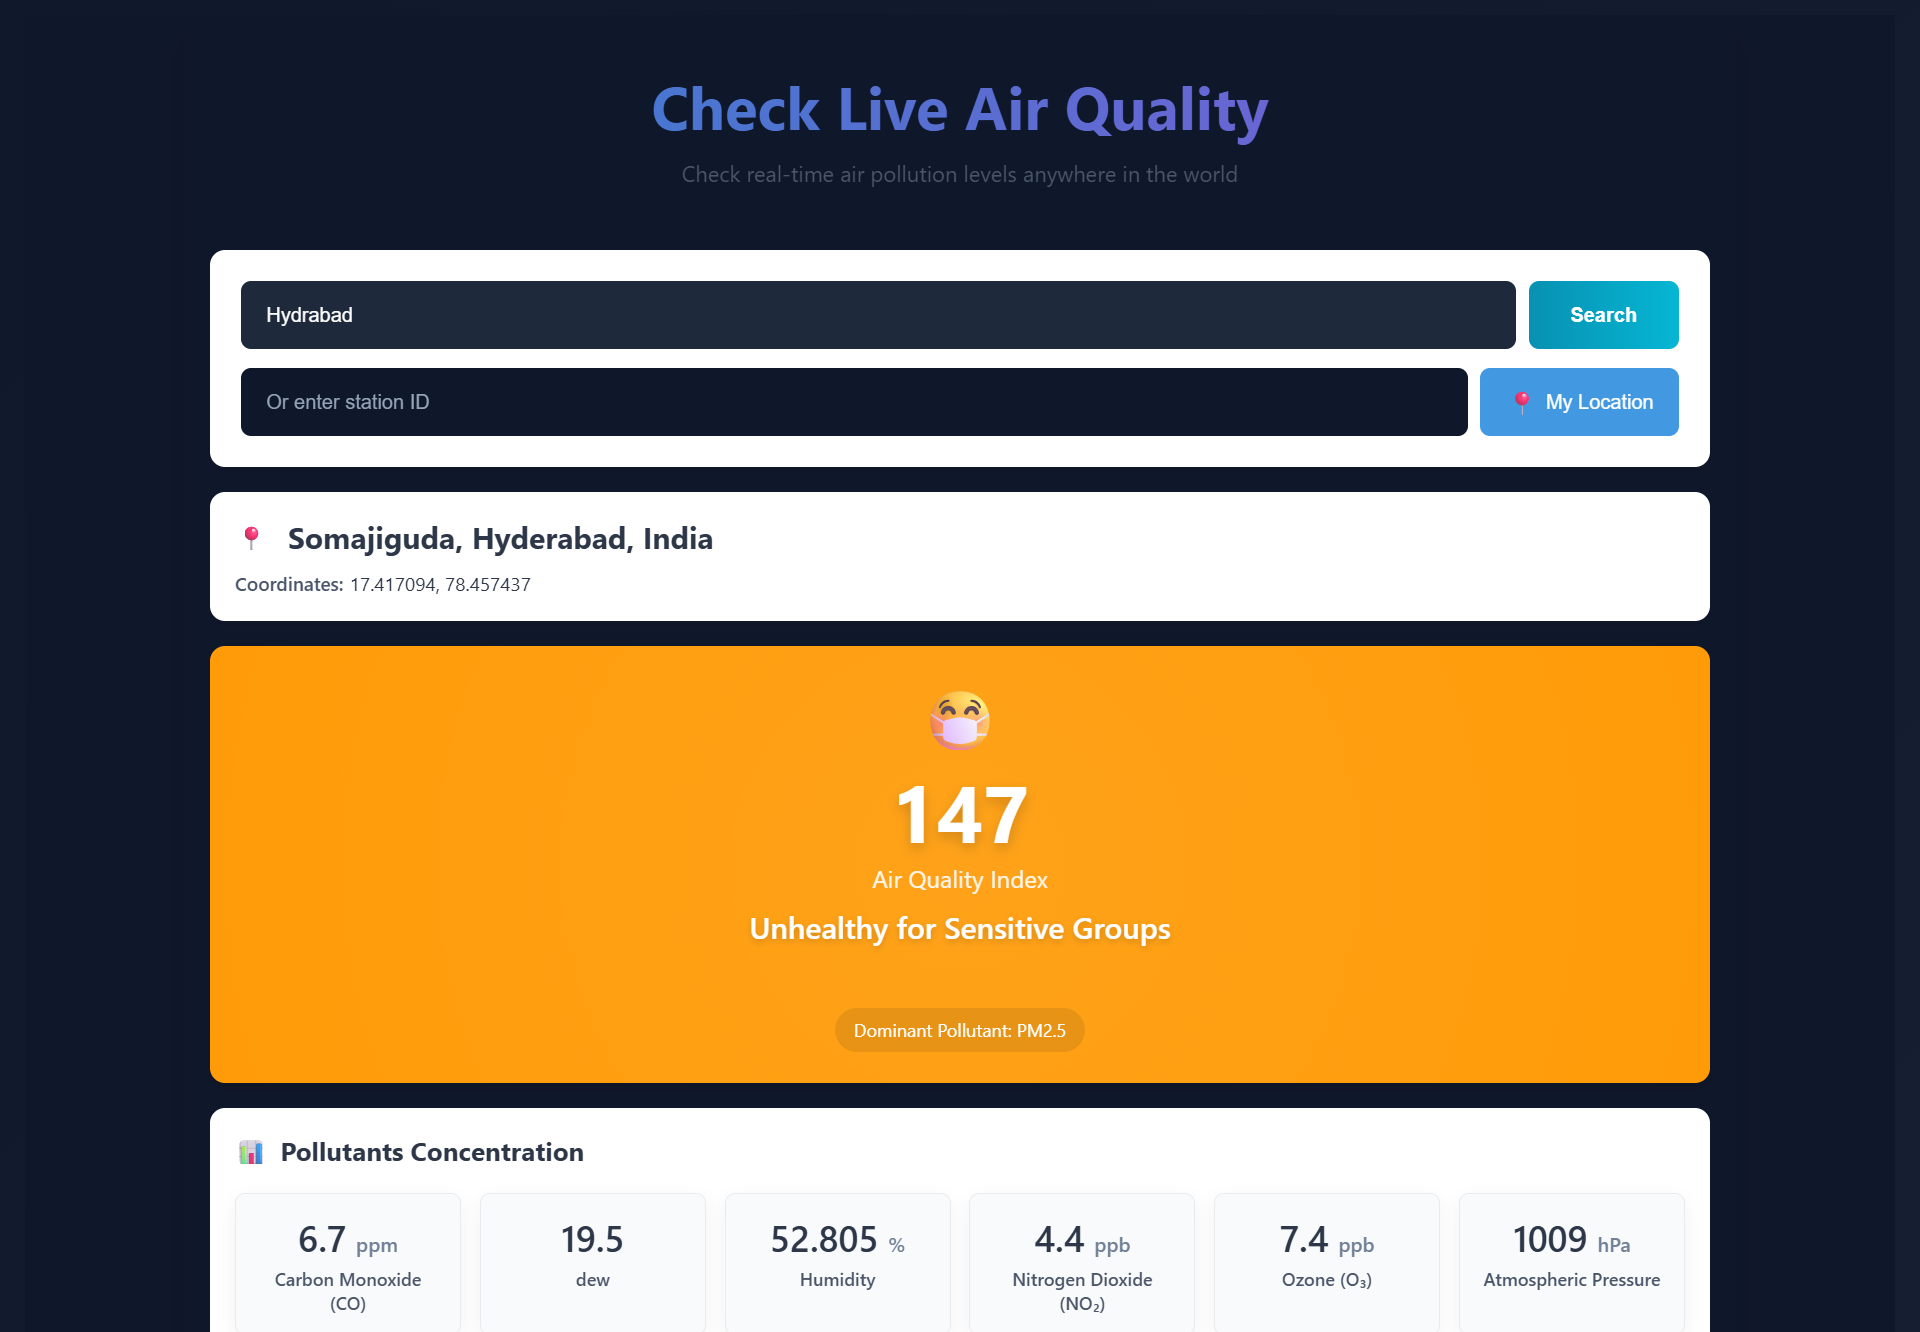 Check Live Air Quality
Check real-time air pollution levels anywhere in the world
Hydrabad
Search
Or enter station ID
My Location
Somajiguda, Hyderabad, India
Coordinates: 17.417094, 78.457437
147
Air Quality Index
Unhealthy for Sensitive Groups
Dominant Pollutant: PM2.5
Pollutants Concentration
6.7 ppm
Carbon Monoxide
(CO)
19.5
dew
52.805 %
Humidity
4.4 ppb
Nitrogen Dioxide
(NO₂)
7.4 ppb
Ozone (O₃)
1009 hPa
Atmospheric Pressure